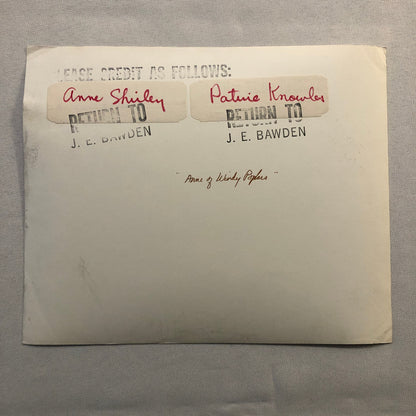 LEASE CREDIT AS FOLLOWS:
Anne Shirley Patric Knowles
RETURN TO RETURN TO
J. E. BAWDEN J. E. BAWDEN
"Anne of Windy Poplars"